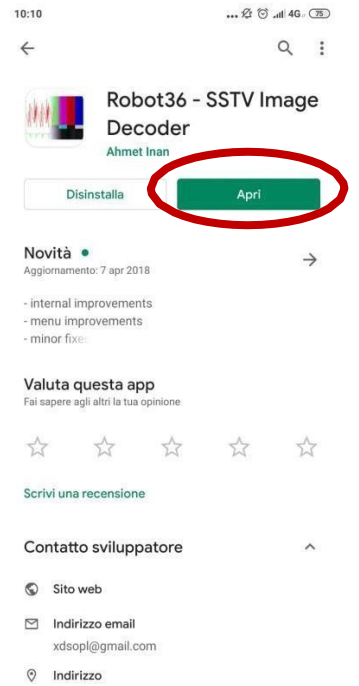 10:10
... 4G 75
Robot36 - SSTV Image
Decoder
Ahmet Inan
Disinstalla
Apri
Novità
Aggiornamento: 7 apr 2018
- internal improvements
- menu improvements
- minor fixes
Valuta questa app
Fai sapere agli altri la tua opinione
Scrivi una recensione
Contatto sviluppatore
Sito web
Indirizzo email
xdsopl@gmail.com
Indirizzo